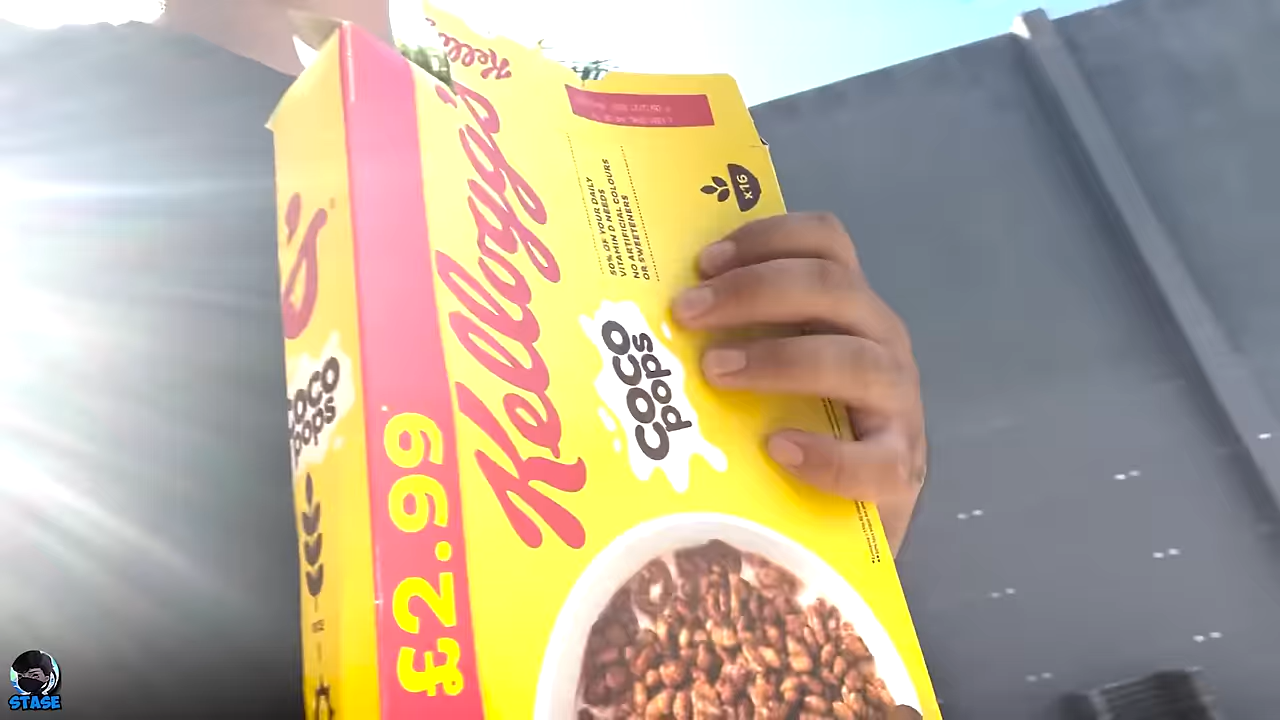 Kellogg's
£2.99
50% OF YOUR DAILY
VITAMIN D NEEDS
NO ARTIFICIAL COLOURS
OR SWEETENERS
x16
COCO
pops
's
COCO
pops
Kello
STASE